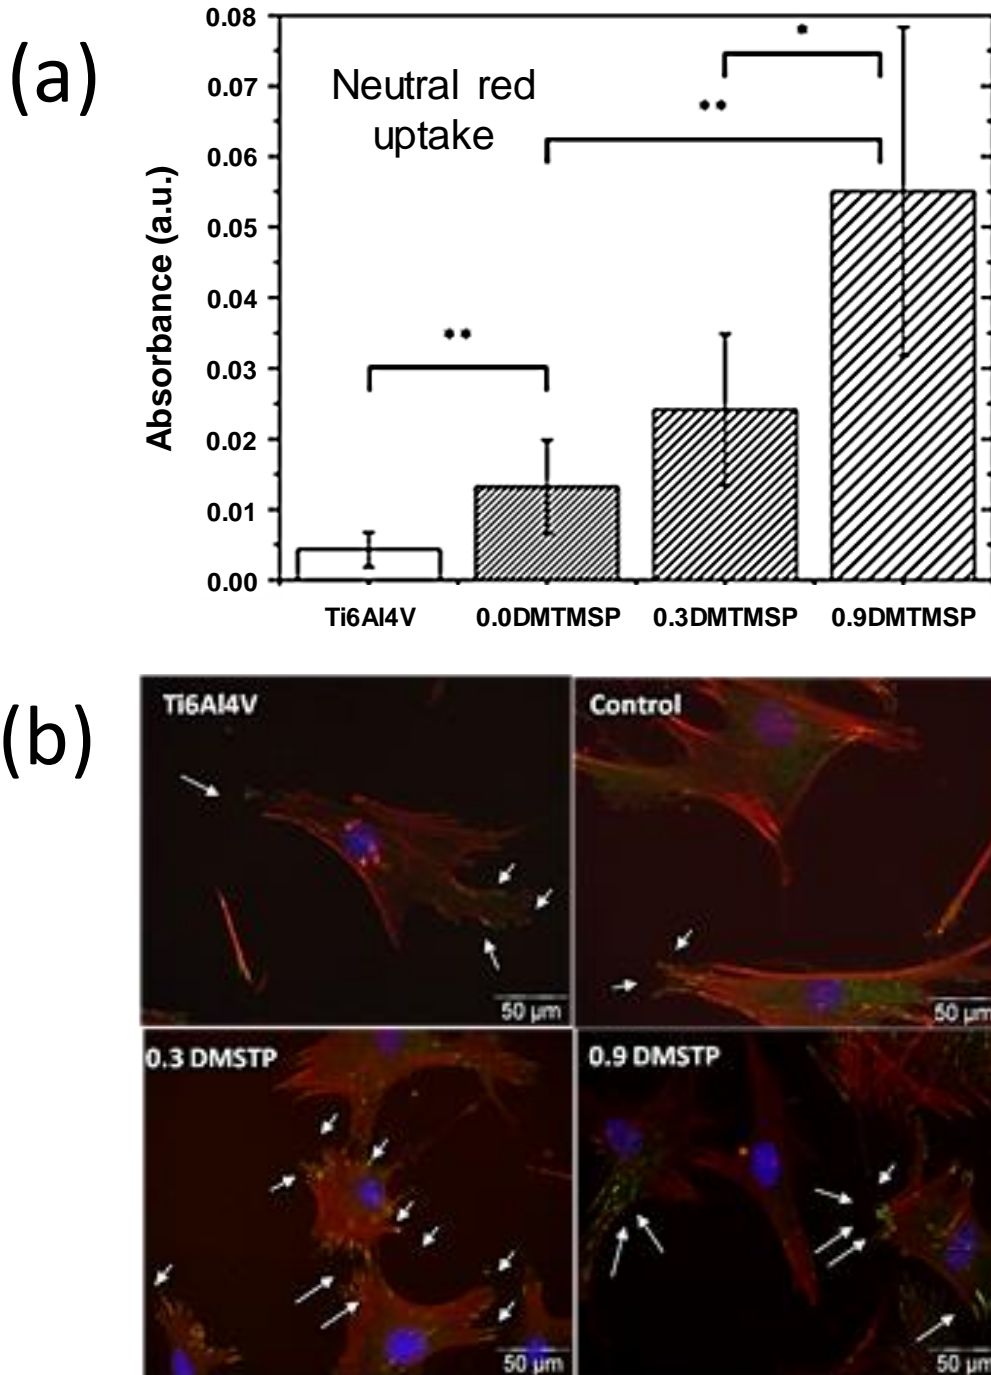 (a)
Neutral red
uptake
Absorbance (a.u.)
0.08
0.07
0.06
0.05
0.04
0.03
0.02
0.01
0.00
*
**
**
Ti6Al4V 0.0DMTMSP 0.3DMTMSP 0.9DMTMSP
(b)
Ti6Al4V
50 µm
Control
50 µm
0.3 DMSTP
50 µm
0.9 DMSTP
50 µm